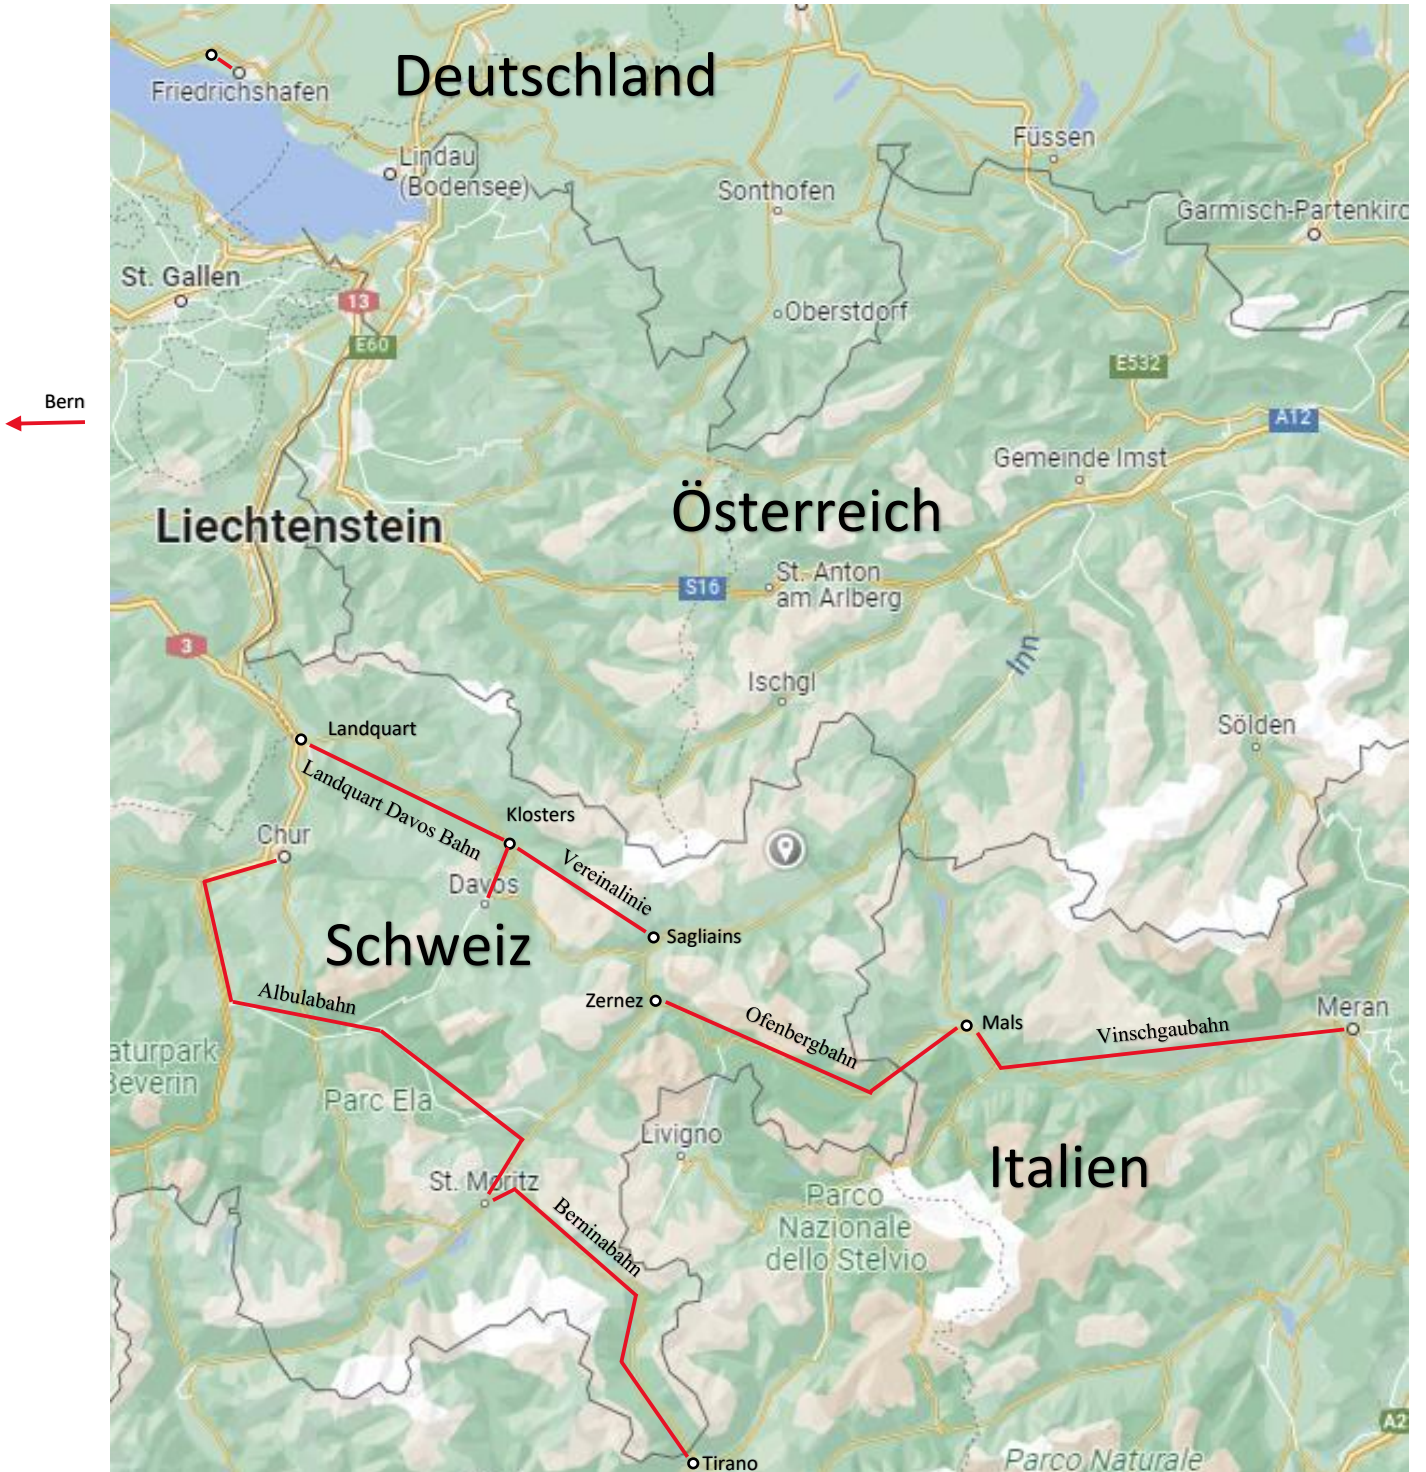 Deutschland
Friedrichshafen
Füssen
Lindau
(Bodensee)
Sonthofen
Garmisch-Partenkirc
St. Gallen
13
Oberstdorf
E60
E532
Bern
A12
Gemeinde Imst
Österreich
Liechtenstein
St. Anton
am Arlberg
S16
3
Inn
Ischgl
Landquart
Sölden
Landquart Davos Bahn
Klosters
Chur
Vereinalinie
Davos
Schweiz
Sagliains
Zernez
Albulabahn
Ofenbergbahn
Mals
Vinschgaubahn
Meran
aturpark
Beverin
Parc Ela
Livigno
Italien
St. Moritz
Parco
Nazionale
dello Stelvio
Berninabahn
A2
Tirano
Parco Naturale